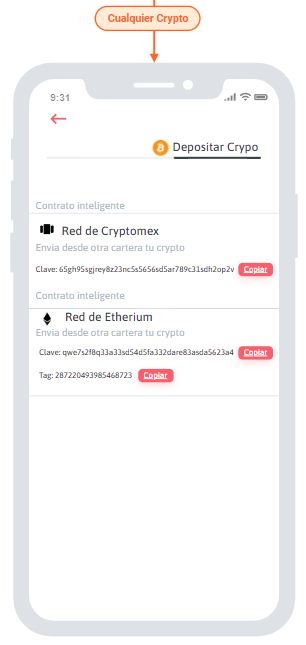 Cualquier Crypto
9:31
Depositar Crypo
Contrato inteligente
Red de Cryptomex
Envia desde otra cartera tu crypto
Clave: 65gh95sgjrey8z23nc5s5656sd5ar789c31sdh2op2v Copiar
Contrato inteligente
Red de Etherium
Envia desde otra cartera tu crypto
Clave: qwe7s2f8q33a33sd54d5fa332dare83asda5623a4 Copiar
Tag: 287220493985468723 Copiar